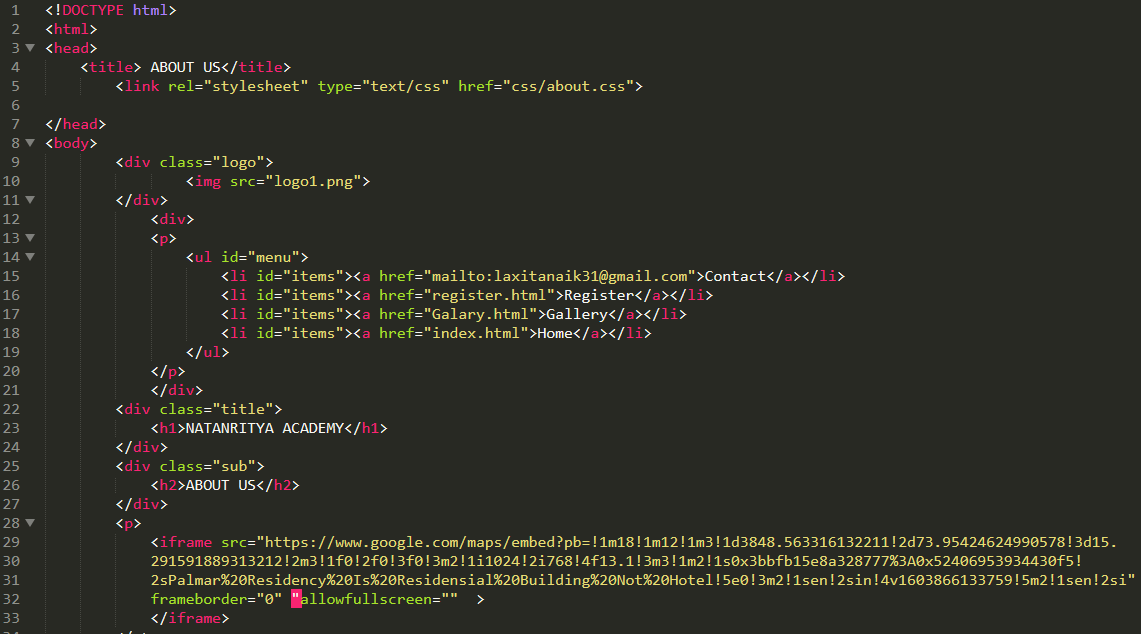 1 <!DOCTYPE html>
2 <html>
3 <head>
4 <title> ABOUT US</title>
5 <link rel="stylesheet" type="text/css" href="css/about.css">
6
7 </head>
8 <body>
9 <div class="logo">
10 <img src="logo1.png">
11 </div>
12 <div>
13 <p>
14 <ul id="menu">
15 <li id="items"><a href="mailto:laxitanaik31@gmail.com">Contact</a></li>
16 <li id="items"><a href="register.html">Register</a></li>
17 <li id="items"><a href="Galary.html">Gallery</a></li>
18 <li id="items"><a href="index.html">Home</a></li>
19 </ul>
20 </p>
21 </div>
22 <div class="title">
23 <h1>NATANRITYA ACADEMY</h1>
24 </div>
25 <div class="sub">
26 <h2>ABOUT US</h2>
27 </div>
28 <p>
29 <iframe src="https://www.google.com/maps/embed?pb=!1m18!1m12!1m3!1d3848.563316132211!2d73.95424624990578!3d15.
30 291591889313212!2m3!1f0!2f0!3f0!3m2!1i1024!2i768!4f13.1!3m3!1m2!1s0x3bbfb15e8a328777%3A0x52406953934430f5!
31 2sPalmar%20Residency%20Is%20Residensial%20Building%20Not%20Hotel!5e0!3m2!1sen!2sin!4v1603866133759!5m2!1sen!2si"
32 frameborder="0" "allowfullscreen="" >
33 </iframe>